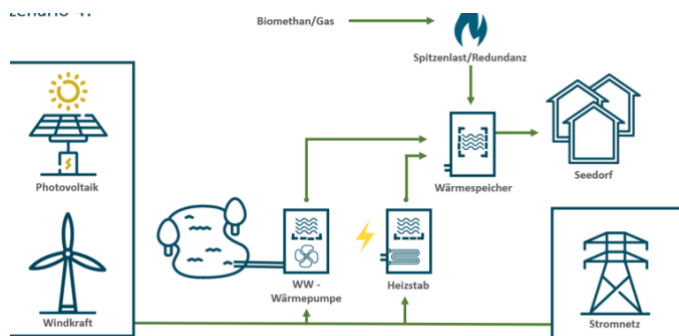 Biomethan/Gas
Spitzenlast/Redundanz
Photovoltaik
Wärmespeicher
Seedorf
WW -
Wärmepumpe
Heizstab
Windkraft
Stromnetz